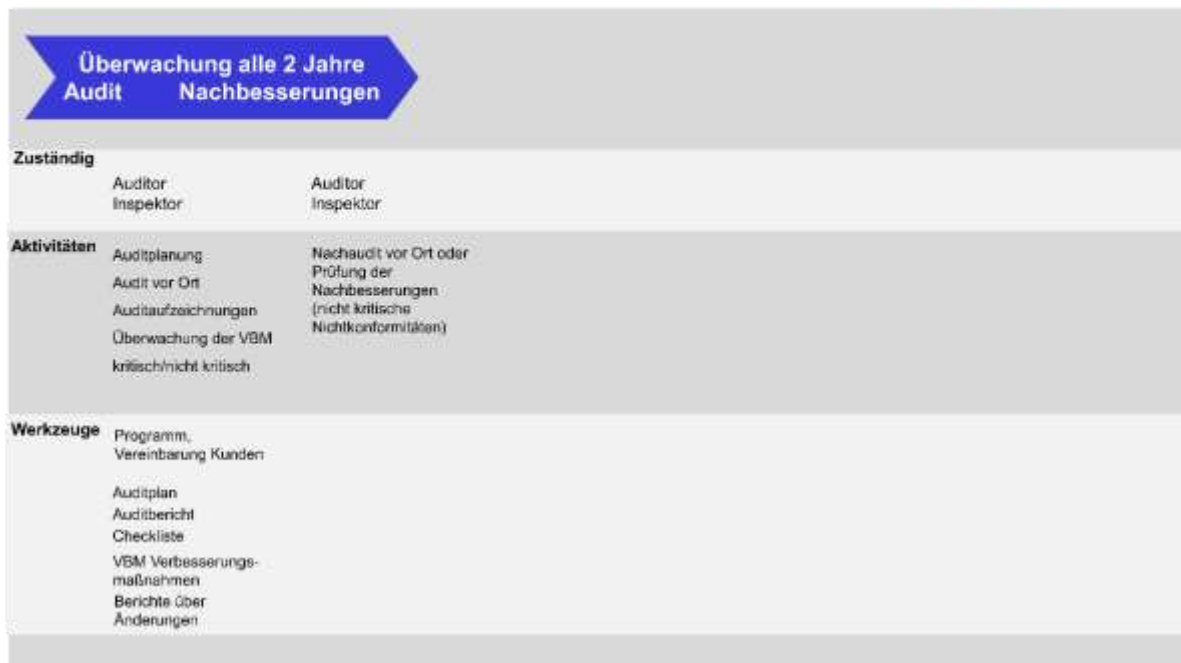 Überwachung alle 2 Jahre
Audit Nachbesserungen
Zuständig
Auditor
Inspektor
Auditor
Inspektor
Aktivitäten
Auditplanung
Audit vor Ort
Auditaufzeichnungen
Überwachung der VBM
kritisch/nicht kritisch
Nachaudit vor Ort oder
Prüfung der
Nachbesserungen
(nicht kritische
Nichtkonformitäten)
Werkzeuge
Programm,
Vereinbarung Kunden
Auditplan
Auditbericht
Checkliste
VBM Verbesserungs-
maßnahmen
Berichte über
Änderungen